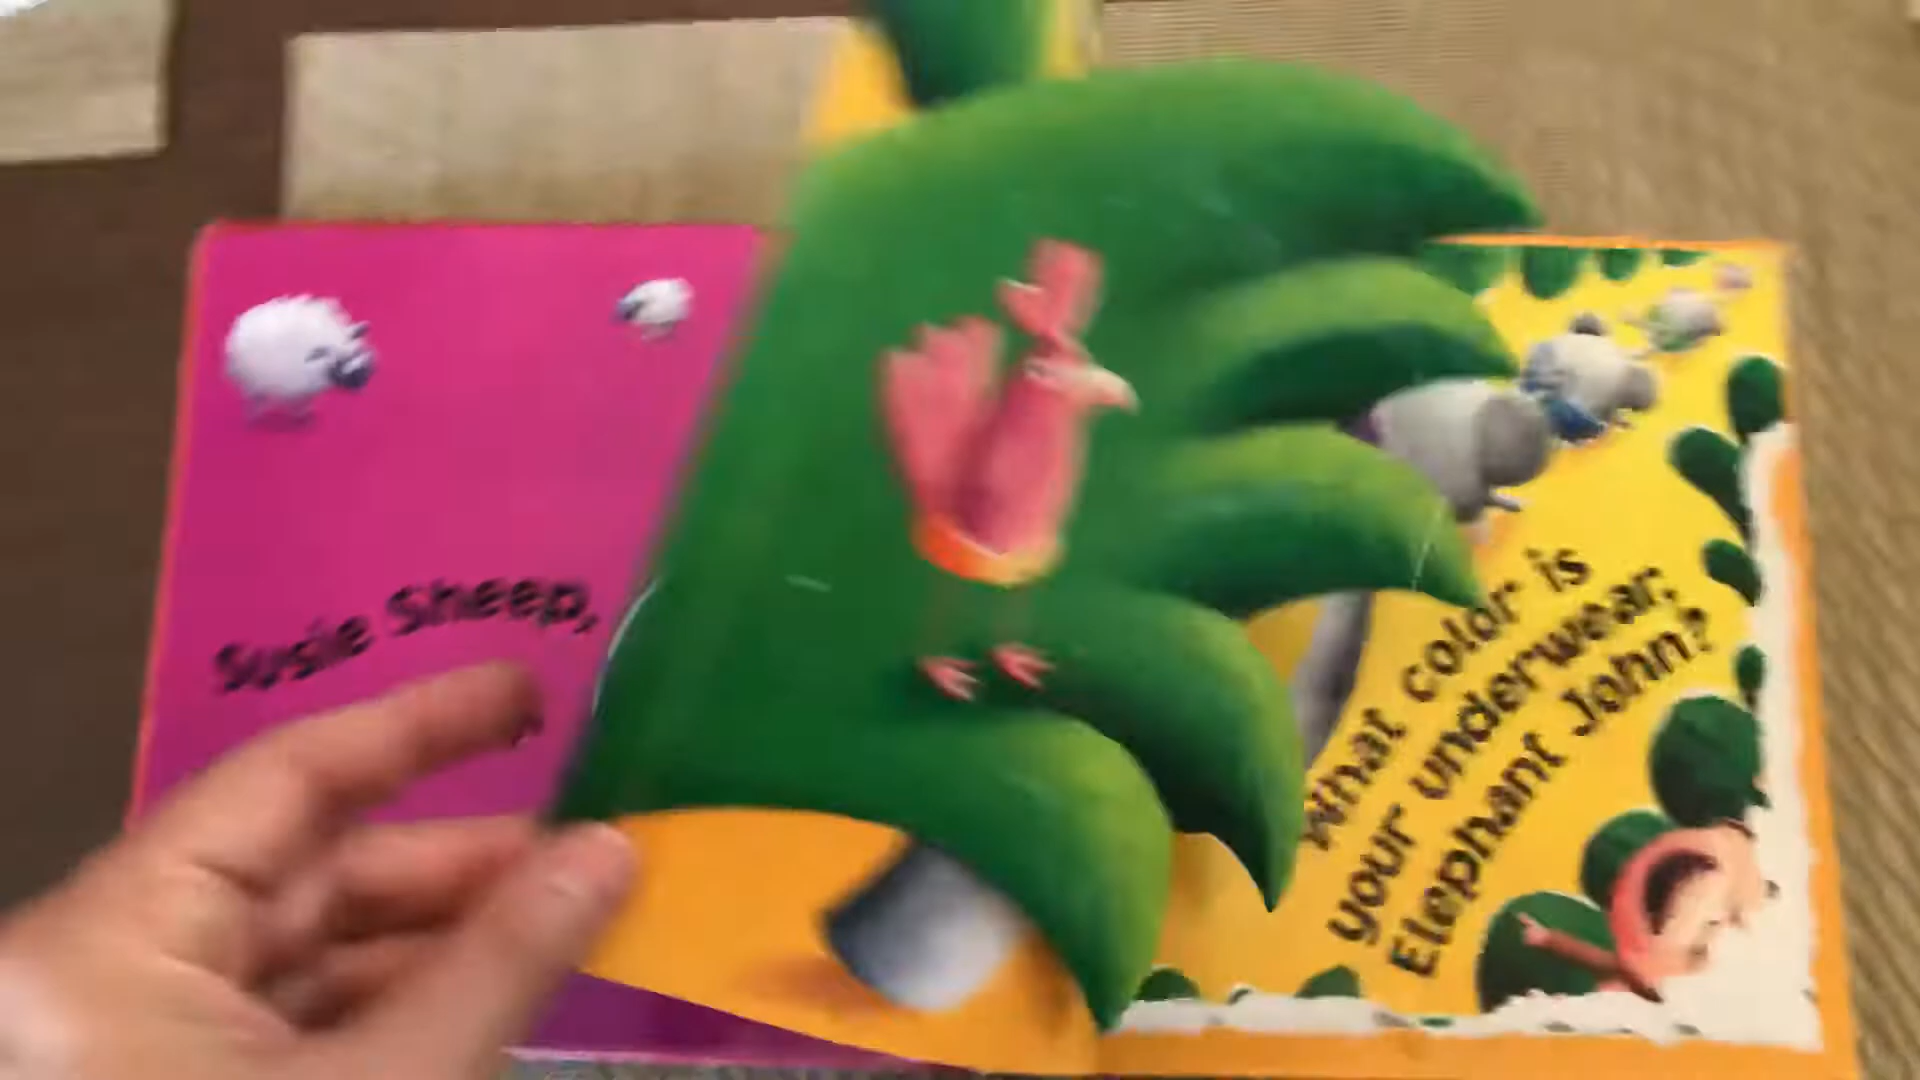 Susie Sheep,
What color is
your underwear,
Elephant John?